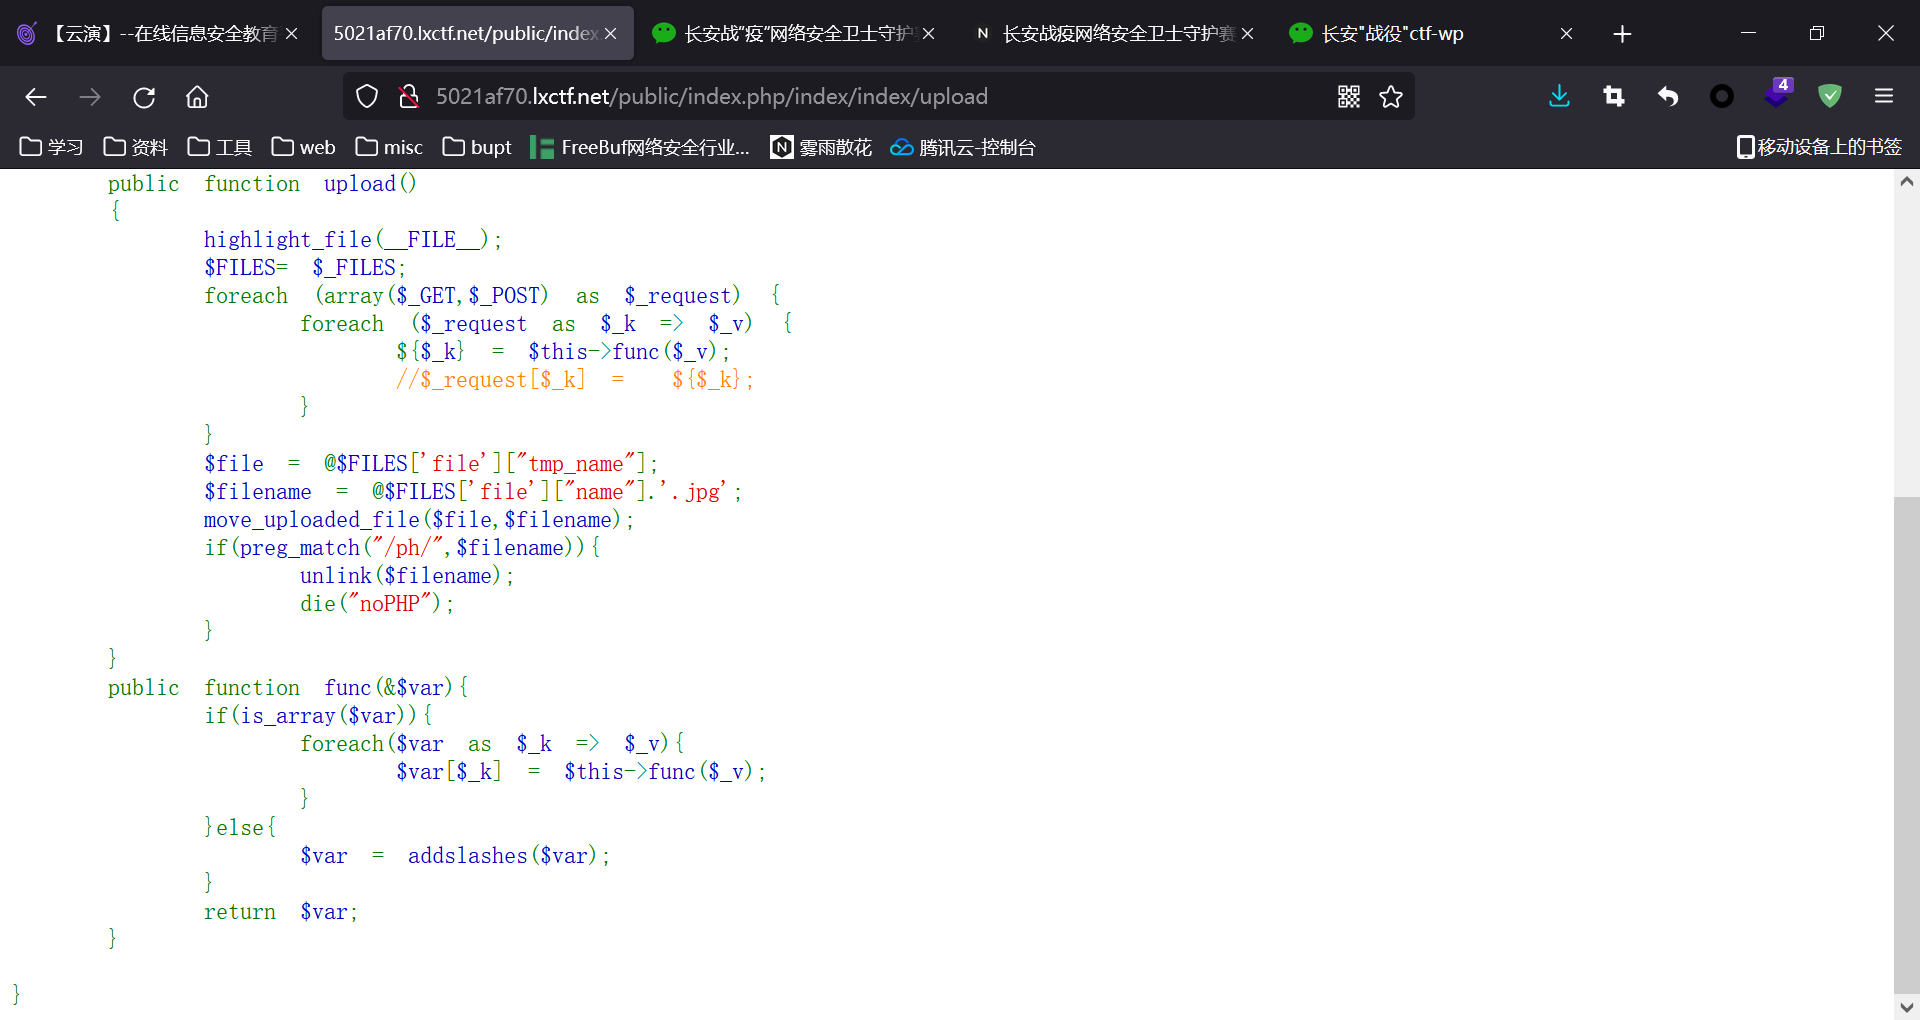 【云演】--在线信息安全教育
5021af70.lxctf.net/public/index
长安战“疫”网络安全卫士守护
长安战疫网络安全卫士守护赛
长安"战役"ctf-wp
5021af70.lxctf.net/public/index.php/index/index/upload
4
学习 资料 工具 web misc bupt FreeBuf网络安全行业... 雾雨散花 腾讯云-控制台 移动设备上的书签
public function upload()
{
highlight_file(__FILE__);
$FILES= $_FILES;
foreach (array($_GET,$_POST) as $_request) {
foreach ($_request as $_k => $_v) {
${$_k} = $this->func($_v);
//$_request[$_k] = ${$_k};
}
}
$file = @$FILES['file']["tmp_name"];
$filename = @$FILES['file']["name"].'.jpg';
move_uploaded_file($file,$filename);
if(preg_match("/ph/",$filename)){
unlink($filename);
die("noPHP");
}
}
public function func(&$var){
if(is_array($var)){
foreach($var as $_k => $_v){
$var[$_k] = $this->func($_v);
}
}else{
$var = addslashes($var);
}
return $var;
}
}